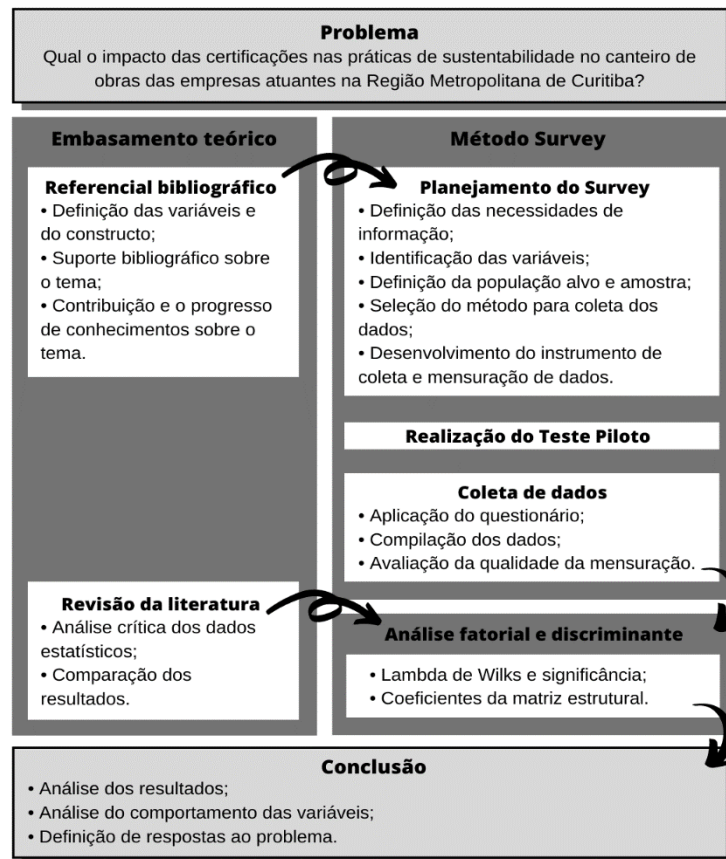 Problema
Qual o impacto das certificações nas práticas de sustentabilidade no canteiro de
obras das empresas atuantes na Região Metropolitana de Curitiba?
Embasamento teórico
Referencial bibliográfico
• Definição das variáveis e
do constructo;
• Suporte bibliográfico sobre
o tema;
• Contribuição e o progresso
de conhecimentos sobre o
tema.
Revisão da literatura
• Análise crítica dos dados
estatísticos;
• Comparação dos
resultados.
Método Survey
Planejamento do Survey
• Definição das necessidades de
informação;
• Identificação das variáveis;
• Definição da população alvo e amostra;
• Seleção do método para coleta dos
dados;
• Desenvolvimento do instrumento de
coleta e mensuração de dados.
Realização do Teste Piloto
Coleta de dados
• Aplicação do questionário;
• Compilação dos dados;
• Avaliação da qualidade da mensuração.
Análise fatorial e discriminante
• Lambda de Wilks e significância;
• Coeficientes da matriz estrutural.
Conclusão
• Análise dos resultados;
• Análise do comportamento das variáveis;
• Definição de respostas ao problema.